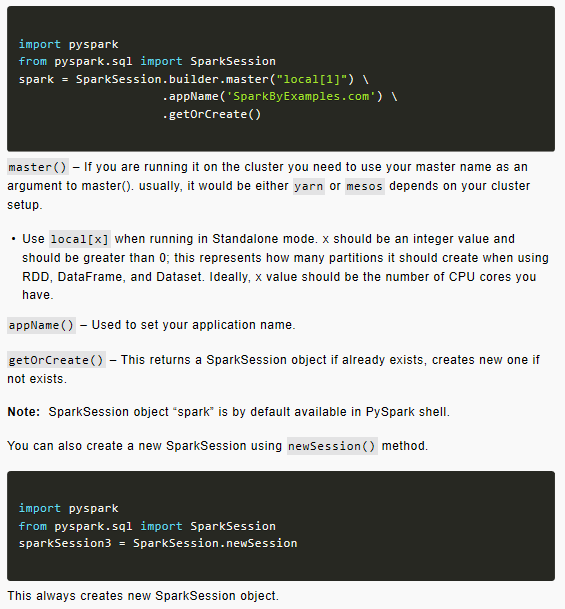 import pyspark
from pyspark.sql import SparkSession
spark = SparkSession.builder.master("local[1]") \
                    .appName('SparkByExamples.com') \
                    .getOrCreate()
master() – If you are running it on the cluster you need to use your master name as an
argument to master(). usually, it would be either yarn or mesos depends on your cluster
setup.
• Use local[x] when running in Standalone mode. x should be an integer value and
should be greater than 0; this represents how many partitions it should create when using
RDD, DataFrame, and Dataset. Ideally, x value should be the number of CPU cores you
have.
appName() – Used to set your application name.
getOrCreate() – This returns a SparkSession object if already exists, creates new one if
not exists.
Note: SparkSession object “spark” is by default available in PySpark shell.
You can also create a new SparkSession using newSession() method.
import pyspark
from pyspark.sql import SparkSession
sparkSession3 = SparkSession.newSession
This always creates new SparkSession object.